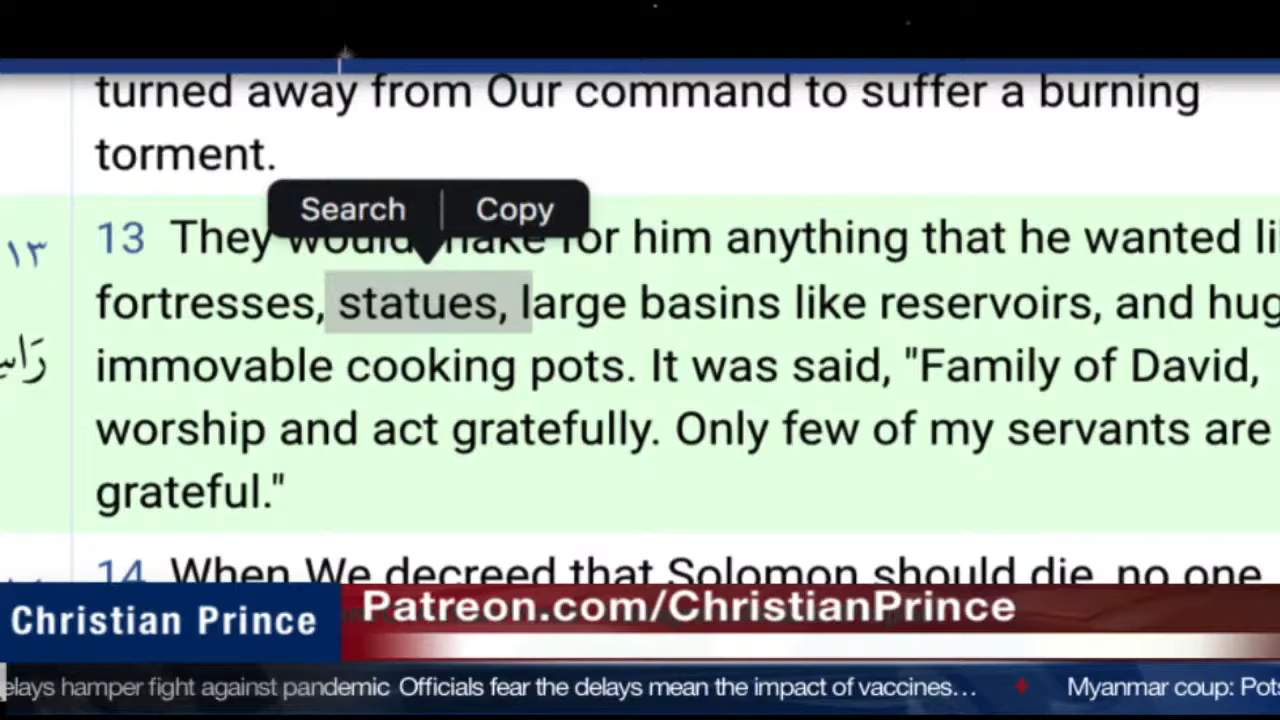 turned away from Our command to suffer a burning
torment.
Search Copy
١٣ 13 They would make for him anything that he wanted li
fortresses, statues, large basins like reservoirs, and hug
immovable cooking pots. It was said, "Family of David,
worship and act gratefully. Only few of my servants are
grateful."
14 When We decreed that Solomon should die, no one
Christian Prince
Patreon.com/ChristianPrince
elays hamper fight against pandemic Officials fear the delays mean the impact of vaccines… Myanmar coup: Pots